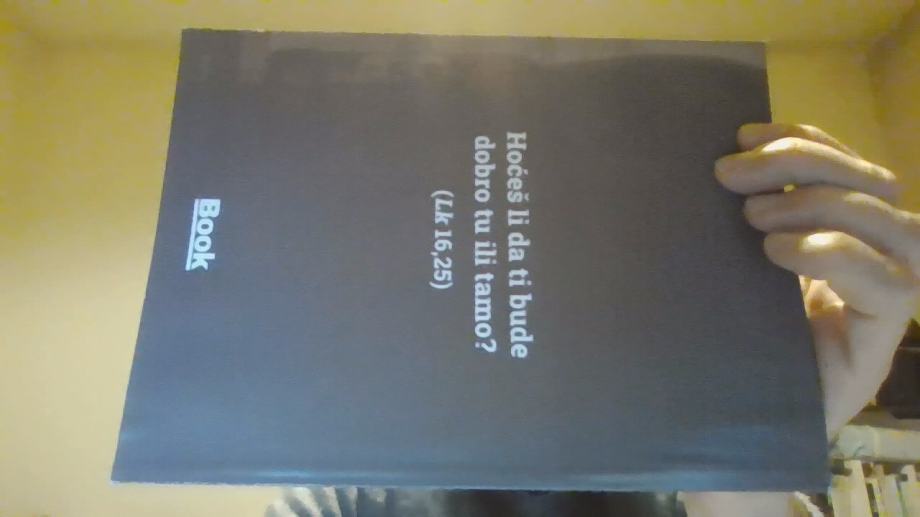 Hoćeš li da ti bude
dobro tu ili tamo?
(Lk 16,25)
Book